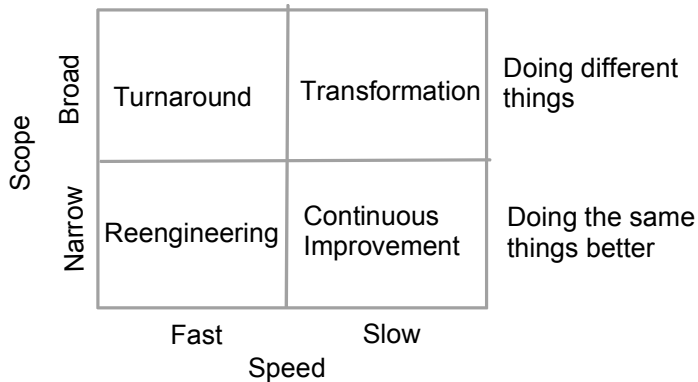 Scope
Broad
Turnaround
Transformation
Doing different
things
Narrow
Reengineering
Continuous
Improvement
Doing the same
things better
Fast
Slow
Speed